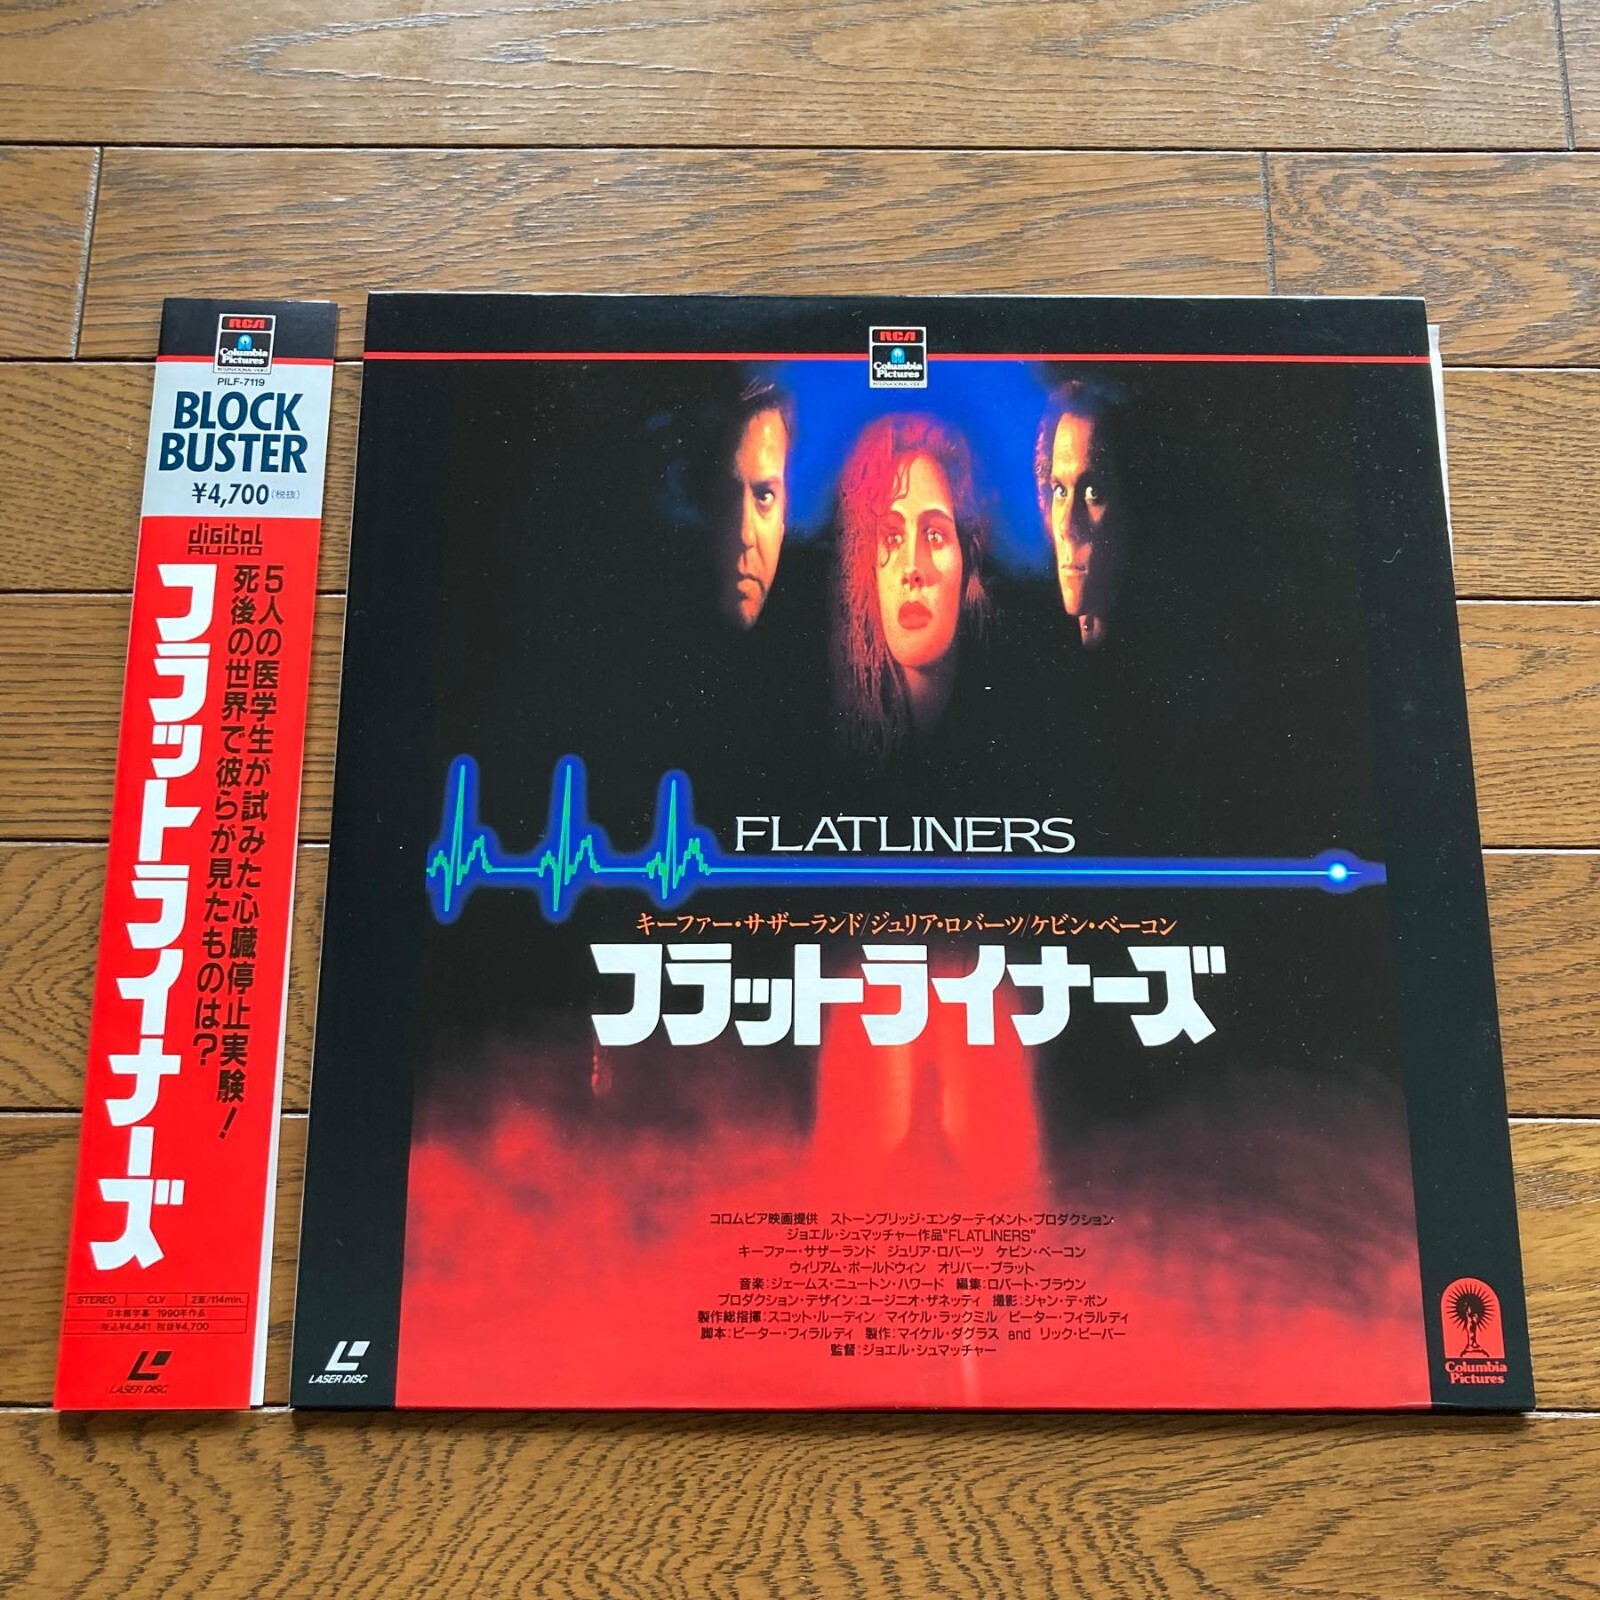 RCA
Columbia
Pictures
INTERNATIONAL VIDEO
PILF-7119
BLOCK
BUSTER
¥4,700(税抜)
digital
AUDIO
5人の医学生が試みた心臓停止実験!
死後の世界で彼らが見たものは?
フラットライナーズ
STEREO CLV 2面/114min.
日本語字幕 1990年作品
税込¥4,841 税抜¥4,700
LASER DISC
RCA
Columbia
Pictures
INTERNATIONAL VIDEO
FLATLINERS
キーファー・サザーランド/ジュリア・ロバーツ/ケビン・ベーコン
フラットライナーズ
コロムビア映画提供 ストーンブリッジ・エンターテイメント・プロダクション
ジョエル・シュマッチャー作品"FLATLINERS"
キーファー・サザーランド ジュリア・ロバーツ ケビン・ベーコン
ウィリアム・ボールドウィン オリバー・プラット
音楽:ジェームス・ニュートン・ハワード 編集:ロバート・ブラウン
プロダクション・デザイン:ユージニオ・ザネッティ 撮影:ジャン・デ・ボン
製作総指揮:スコット・ルーディン/マイケル・ラックミル/ピーター・フィラルディ
脚本:ピーター・フィラルディ 製作:マイケル・ダグラス and リック・ビーバー
監督:ジョエル・シュマッチャー
LASER DISC
Columbia
Pictures